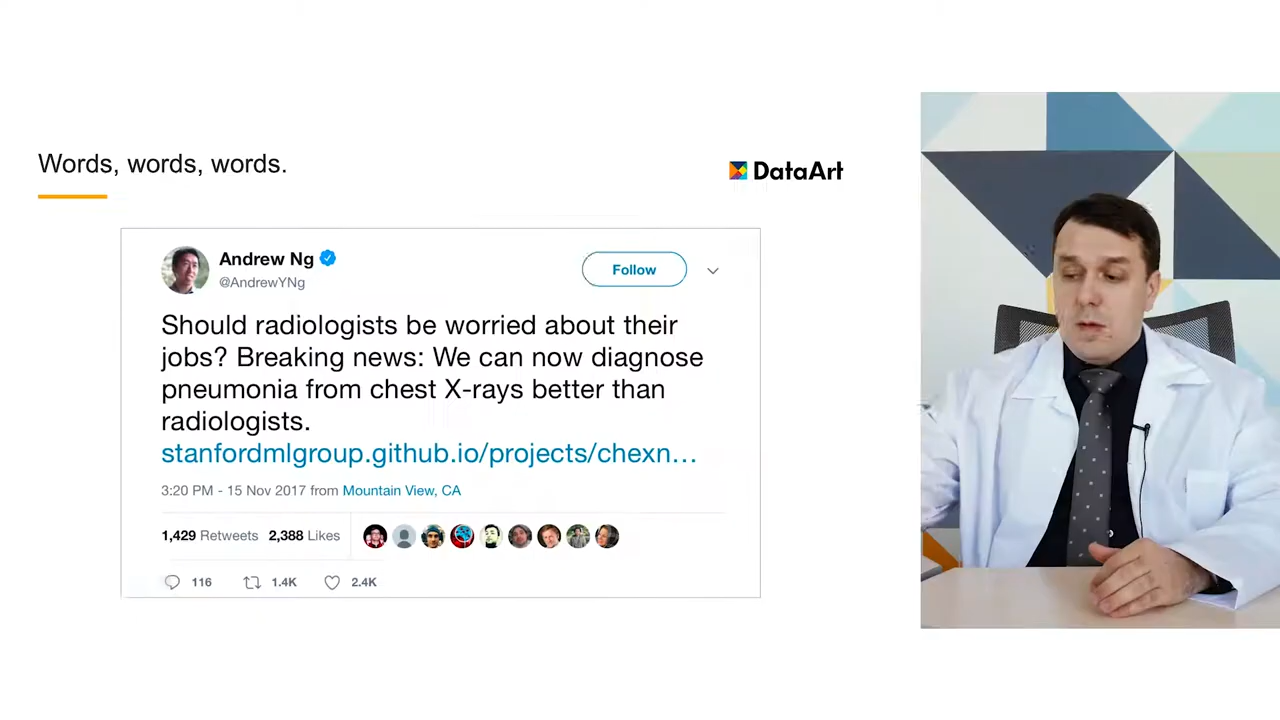 Words, words, words.
DataArt
Andrew Ng
Follow
@AndrewYNg
Should radiologists be worried about their
jobs? Breaking news: We can now diagnose
pneumonia from chest X-rays better than
radiologists.
stanfordmlgroup.github.io/projects/chexn…
3:20 PM - 15 Nov 2017 from Mountain View, CA
1,429 Retweets 2,388 Likes
116 1.4K 2.4K